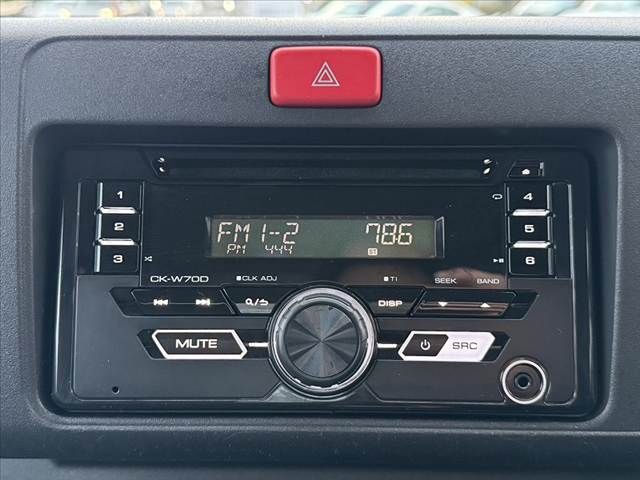 1
2
3
4
5
6
FM1-2 786
PM 4:44 ST
CK-W70D
CLK ADJ
TI
SEEK
BAND
DISP
MUTE
SRC